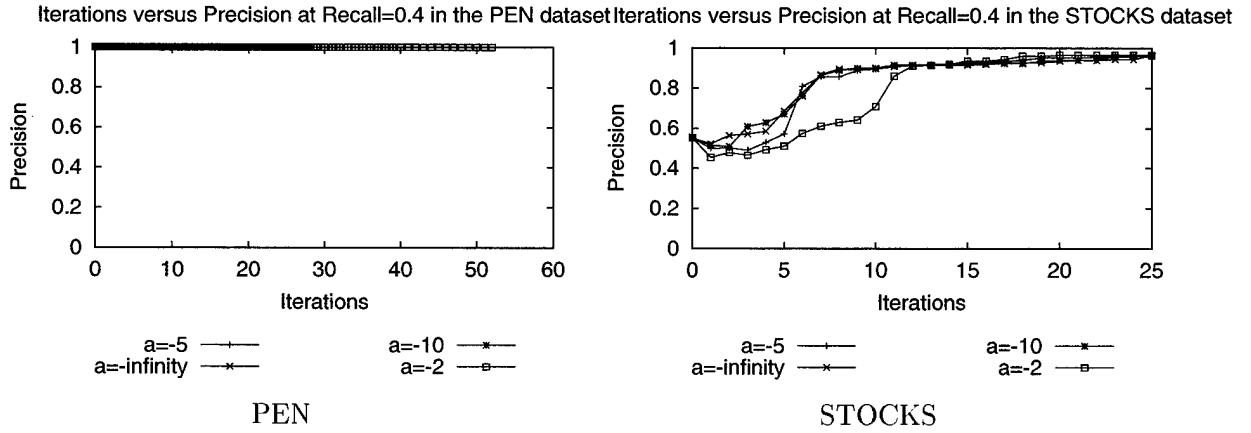 Iterations versus Precision at Recall=0.4 in the PEN dataset
1
0.8
0.6
0.4
0.2
0
Precision
0 10 20 30 40 50 60
Iterations
a=-5
a=-infinity
a=-10
a=-2
PEN
Iterations versus Precision at Recall=0.4 in the STOCKS dataset
1
0.8
0.6
0.4
0.2
0
Precision
0 5 10 15 20 25
Iterations
a=-5
a=-infinity
a=-10
a=-2
STOCKS